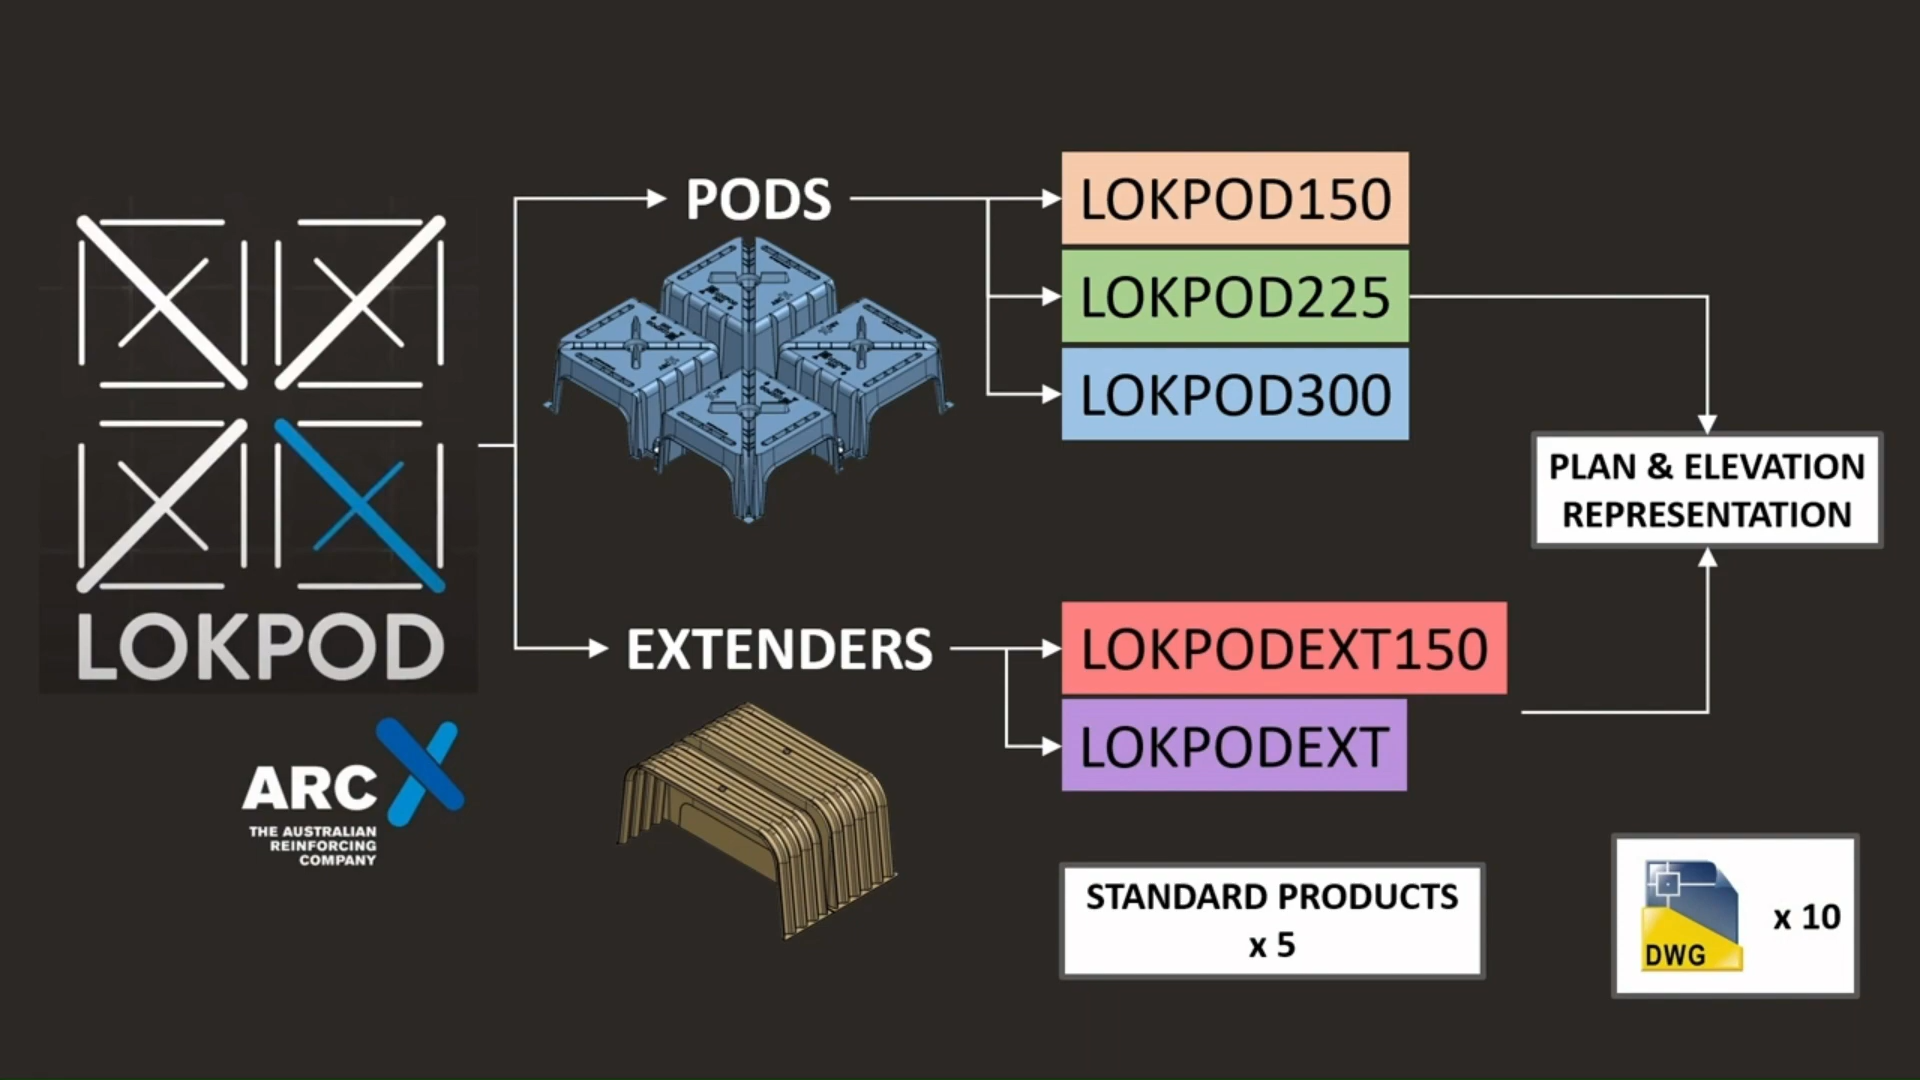 PODS
LOKPOD150
LOKPOD225
LOKPOD300
PLAN & ELEVATION
REPRESENTATION
LOKPOD
EXTENDERS
LOKPODEXT150
LOKPODEXT
ARC
THE AUSTRALIAN
REINFORCING
COMPANY
STANDARD PRODUCTS
x 5
DWG
x 10